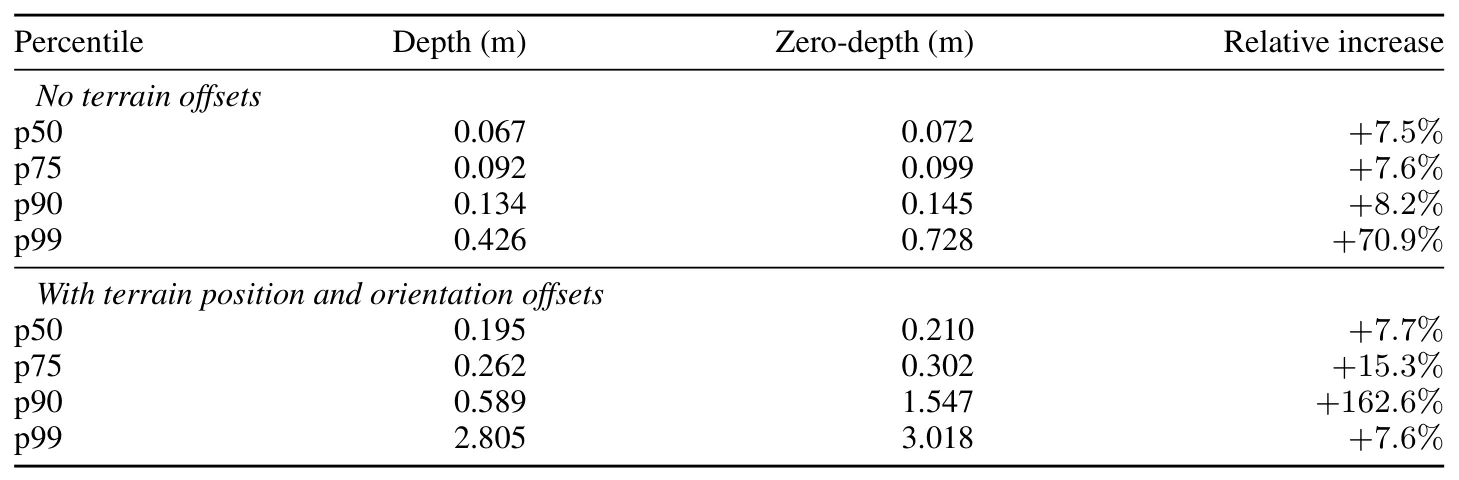 Percentile Depth (m) Zero-depth (m) Relative increase
No terrain offsets
p50 0.067 0.072 +7.5%
p75 0.092 0.099 +7.6%
p90 0.134 0.145 +8.2%
p99 0.426 0.728 +70.9%
With terrain position and orientation offsets
p50 0.195 0.210 +7.7%
p75 0.262 0.302 +15.3%
p90 0.589 1.547 +162.6%
p99 2.805 3.018 +7.6%